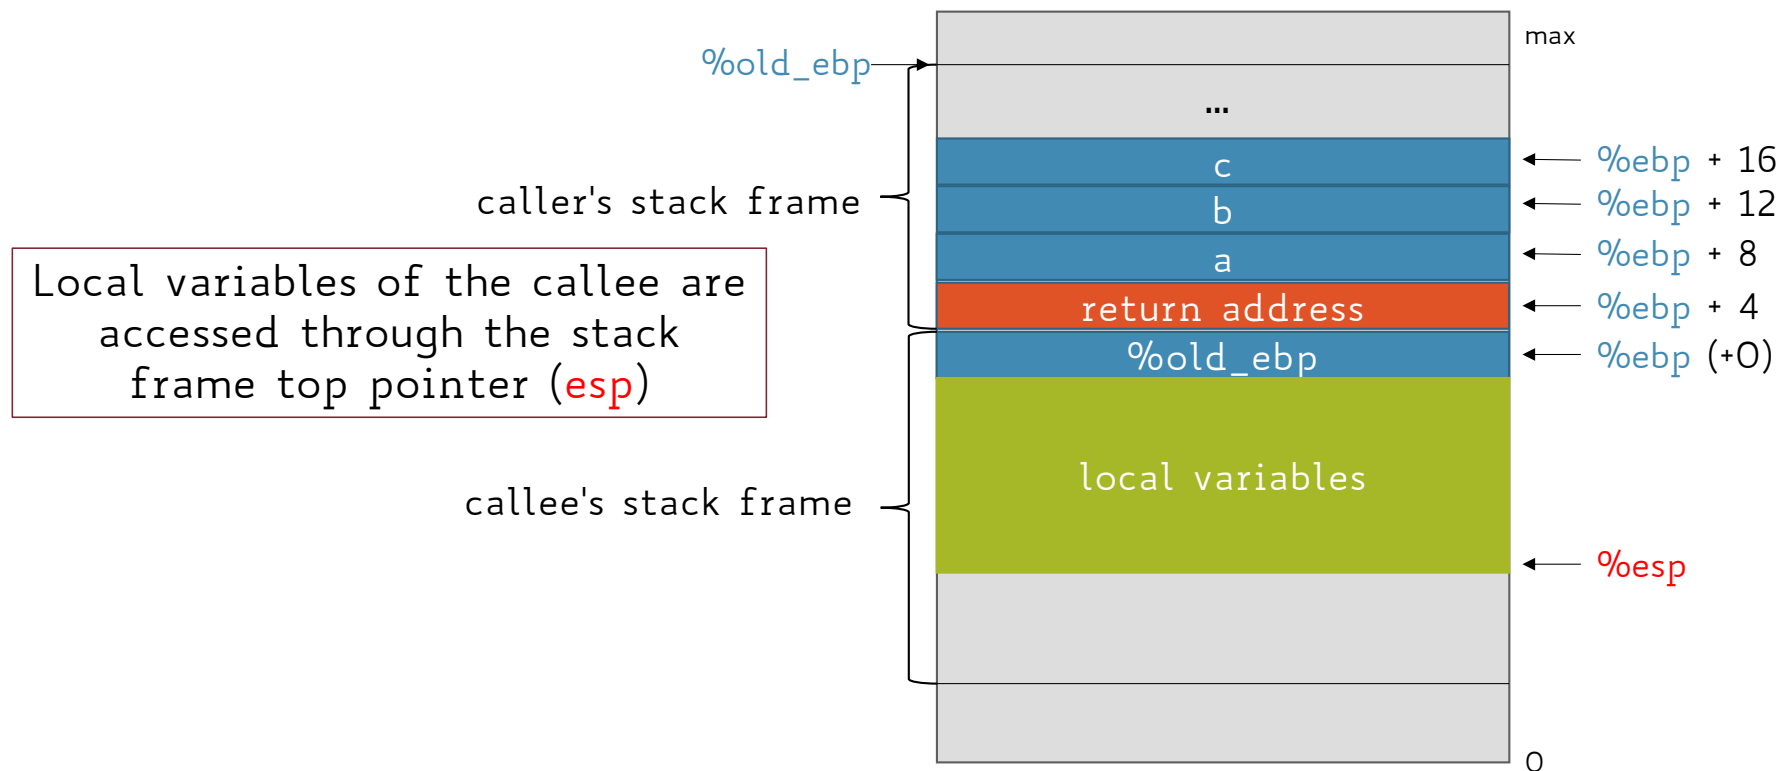 max
%old_ebp
...
c
%ebp + 16
caller's stack frame
b
%ebp + 12
a
%ebp + 8
Local variables of the callee are
accessed through the stack
frame top pointer (esp)
return address
%ebp + 4
%old_ebp
%ebp (+0)
local variables
callee's stack frame
%esp
0